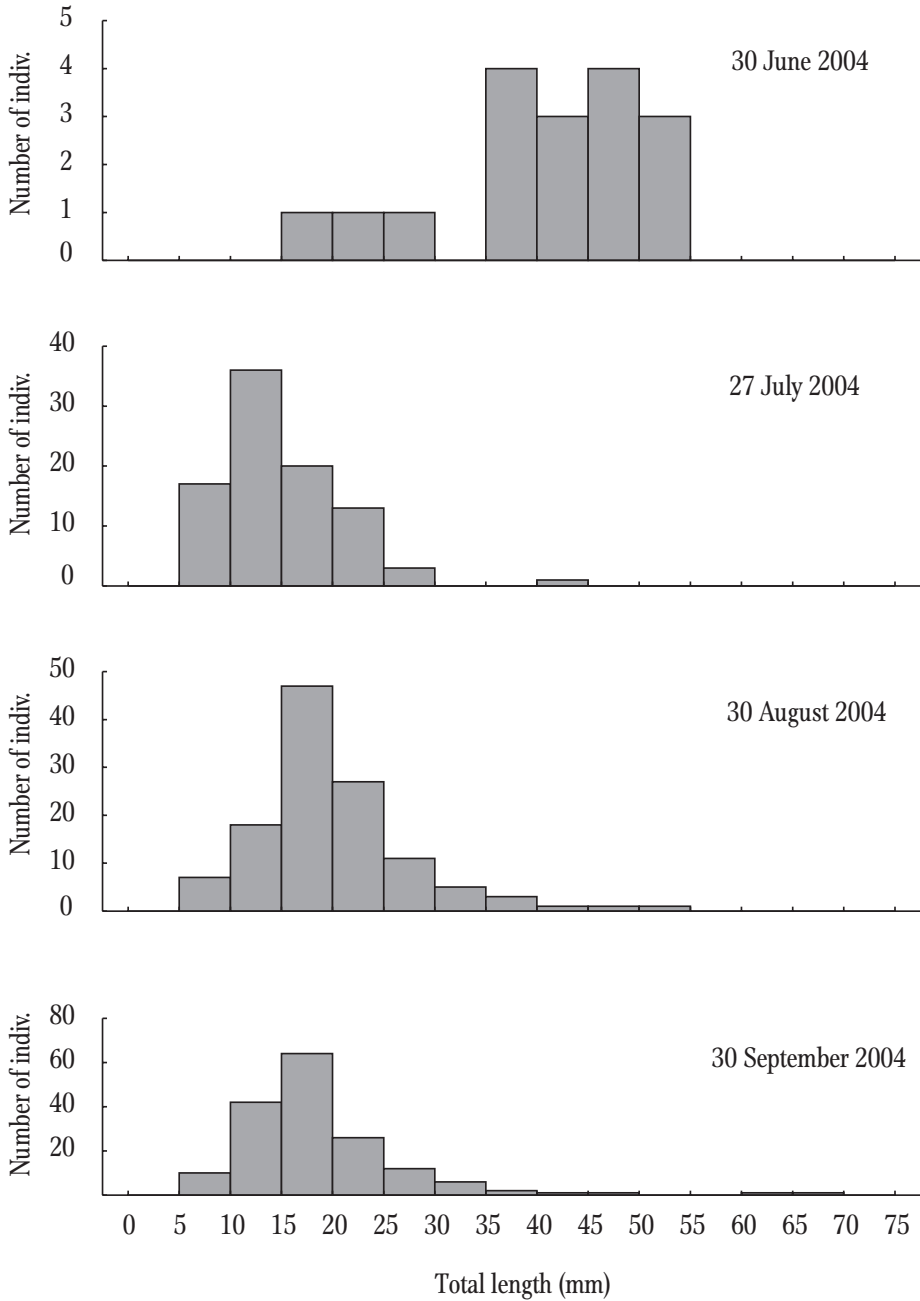 Number of indiv.
5
4
3
2
1
0
30 June 2004
Number of indiv.
40
30
20
10
0
27 July 2004
Number of indiv.
50
40
30
20
10
0
30 August 2004
Number of indiv.
80
60
40
20
30 September 2004
0 5 10 15 20 25 30 35 40 45 50 55 60 65 70 75
Total length (mm)